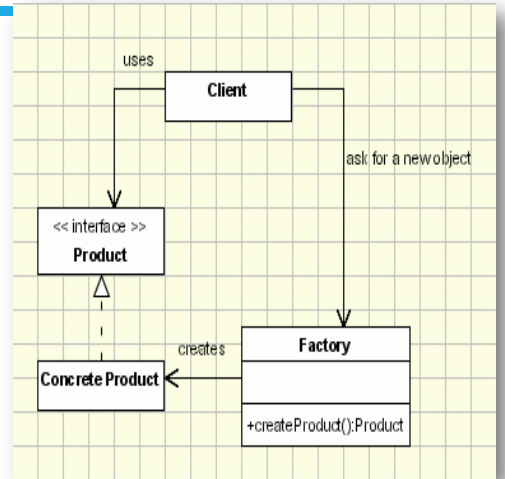 uses
Client
ask for a new object
<< interface >>
Product
creates
Factory
Concrete Product
+createProduct():Product